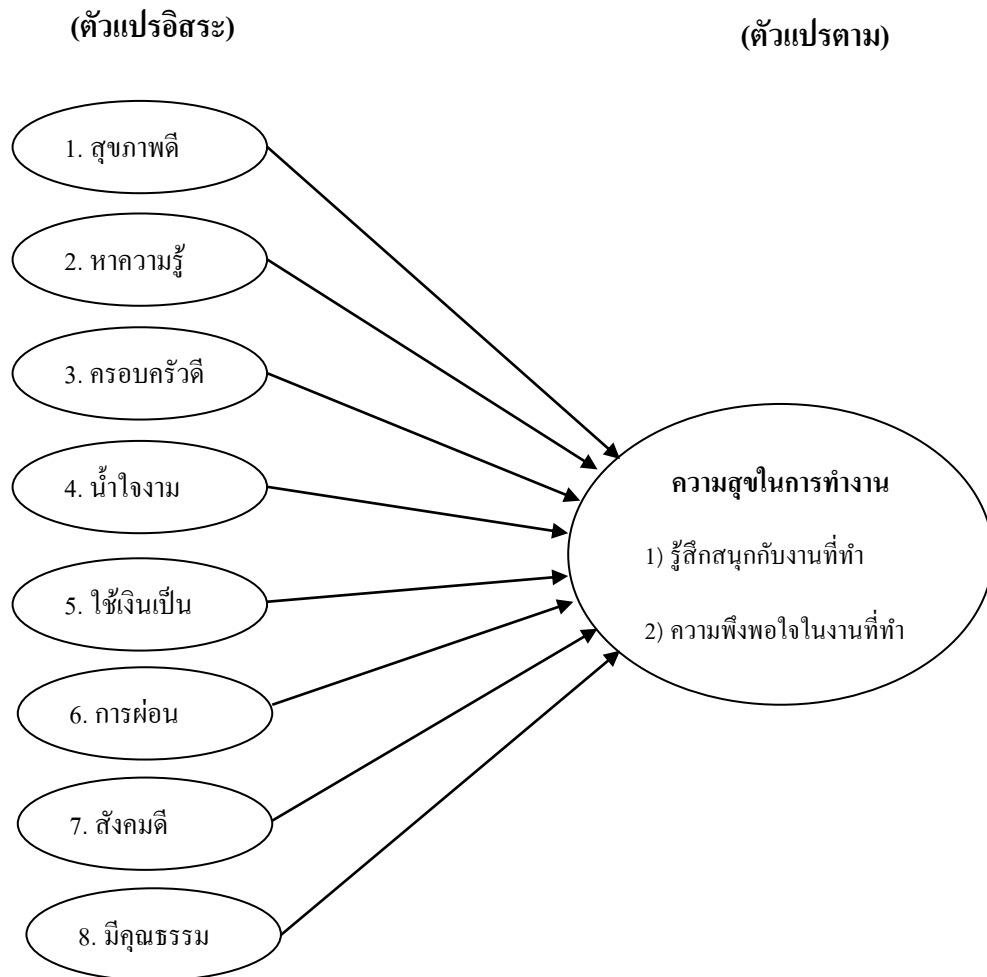 (ตัวแปรอิสระ)
(ตัวแปรตาม)
1. สุขภาพดี
2. หาความรู้
3. ครอบครัวดี
4. น้ำใจงาม
5. ใช้เงินเป็น
6. การผ่อน
7. สังคมดี
8. มีคุณธรรม
ความสุขในการทำงาน
1) รู้สึกสนุกกับงานที่ทำ
2) ความพึงพอใจในงานที่ทำ